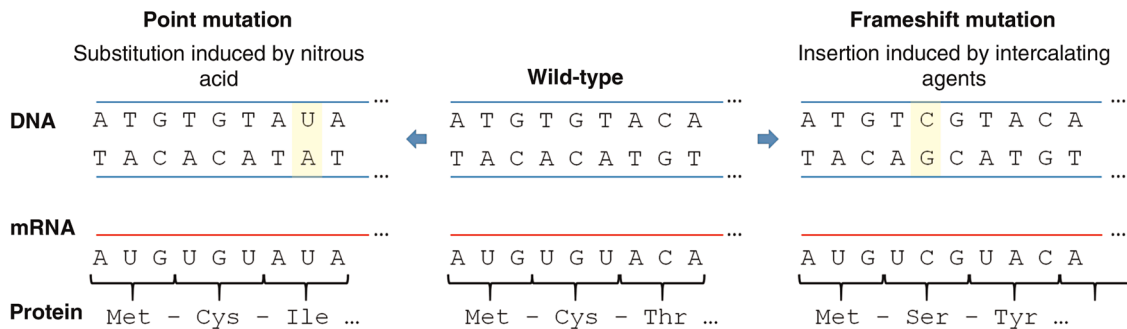 Point mutation
Substitution induced by nitrous
acid
Wild-type
Frameshift mutation
Insertion induced by intercalating
agents
DNA
... ... ...
A T G T G T A U A
T A C A C A T A T
A T G T G T A C A
T A C A C A T G T
A T G T C G T A C A
T A C A G C A T G T
... ... ...
mRNA
... ... ...
A U G U G U A U A
A U G U G U A C A
A U G U C G U A C A
Protein
Met - Cys - Ile ...
Met - Cys - Thr ...
Met - Ser - Tyr ...